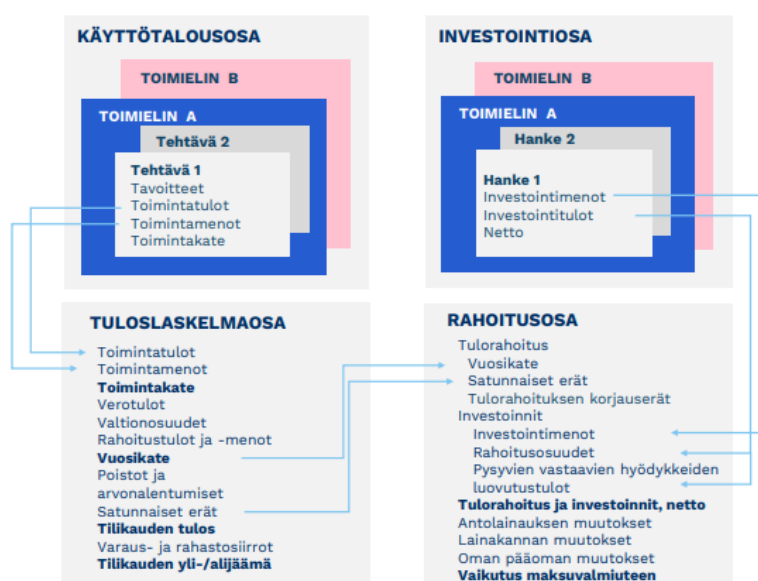 KÄYTTÖTALOUSOSA
TOIMIELIN B
TOIMIELIN A
Tehtävä 2
Tehtävä 1
Tavoitteet
Toimintatulot
Toimintamenot
Toimintakate
INVESTOINTIOSA
TOIMIELIN B
TOIMIELIN A
Hanke 2
Hanke 1
Investointimenot
Investointitulot
Netto
TULOSLASKELMAOSA
Toimintatulot
Toimintamenot
Toimintakate
Verotulot
Valtionosuudet
Rahoitustulot ja -menot
Vuosikate
Poistot ja
arvonalentumiset
Satunnaiset erät
Tilikauden tulos
Varaus- ja rahastosiirrot
Tilikauden yli-/alijäämä
RAHOITUSOSA
Tulorahoitus
Vuosikate
Satunnaiset erät
Tulorahoituksen korjauserät
Investoinnit
Investointimenot
Rahoitusosuudet
Pysyvien vastaavien hyödykkeiden
luovutustulot
Tulorahoitus ja investoinnit, netto
Antolainauksen muutokset
Lainakannan muutokset
Oman pääoman muutokset
Vaikutus maksuvalmiuteen